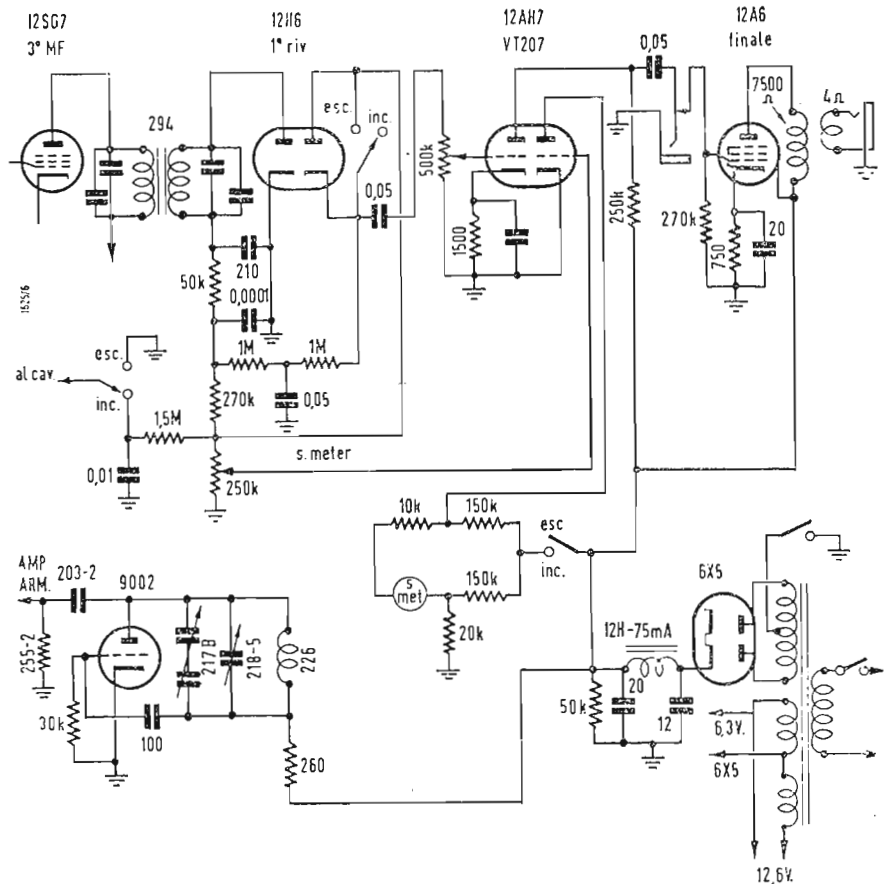 12SG7
3° MF
12H6
1° riv
12AH7
VT207
12A6
finale
0,05
7500
Ω
4Ω
294
esc.
inc.
500k
0,05
250k
270k
1500
750
20
210
50k
0,0001
1525/6
1M
1M
esc.
al cav.
inc.
270k
0,05
1,5M
s. meter
0,01
250k
10k
150k
esc
inc.
s
met
150k
20k
6X5
AMP
ARM.
203-2
9002
255-2
217B
218-5
226
30k
100
260
12H-75mA
50k
20
12
6,3V.
6X5
12,6V.